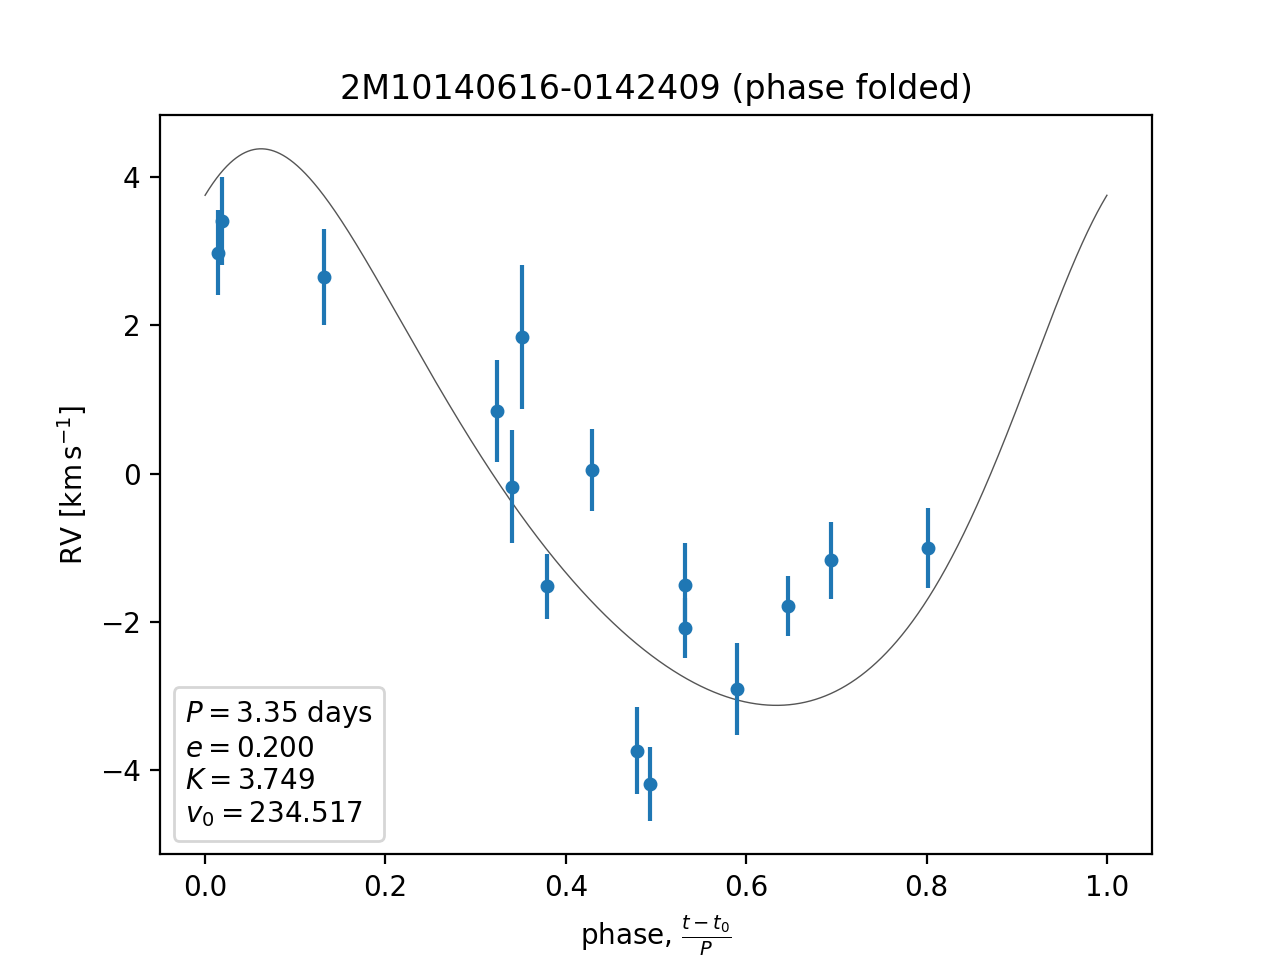 2M10140616-0142409 (phase folded)
RV [km s⁻¹]
4
2
0
−2
−4
P = 3.35 days
e = 0.200
K = 3.749
v₀ = 234.517
0.0 0.2 0.4 0.6 0.8 1.0
phase, (t − t₀)/P